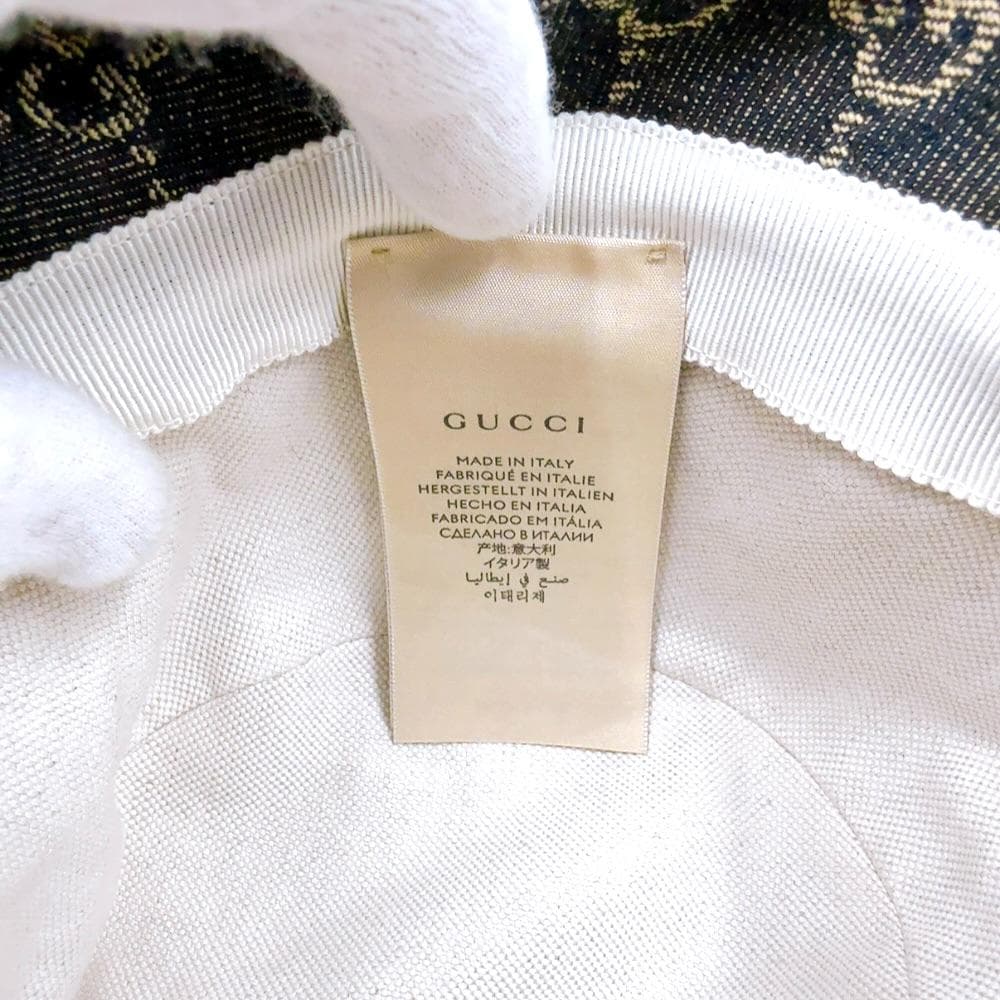 GUCCI
MADE IN ITALY
FABRIQUÉ EN ITALIE
HERGESTELLT IN ITALIEN
HECHO EN ITALIA
FABRICADO EM ITÁLIA
СДЕЛАНО В ИТАЛИИ
产地:意大利
イタリア製
صنع في إيطاليا
이태리제